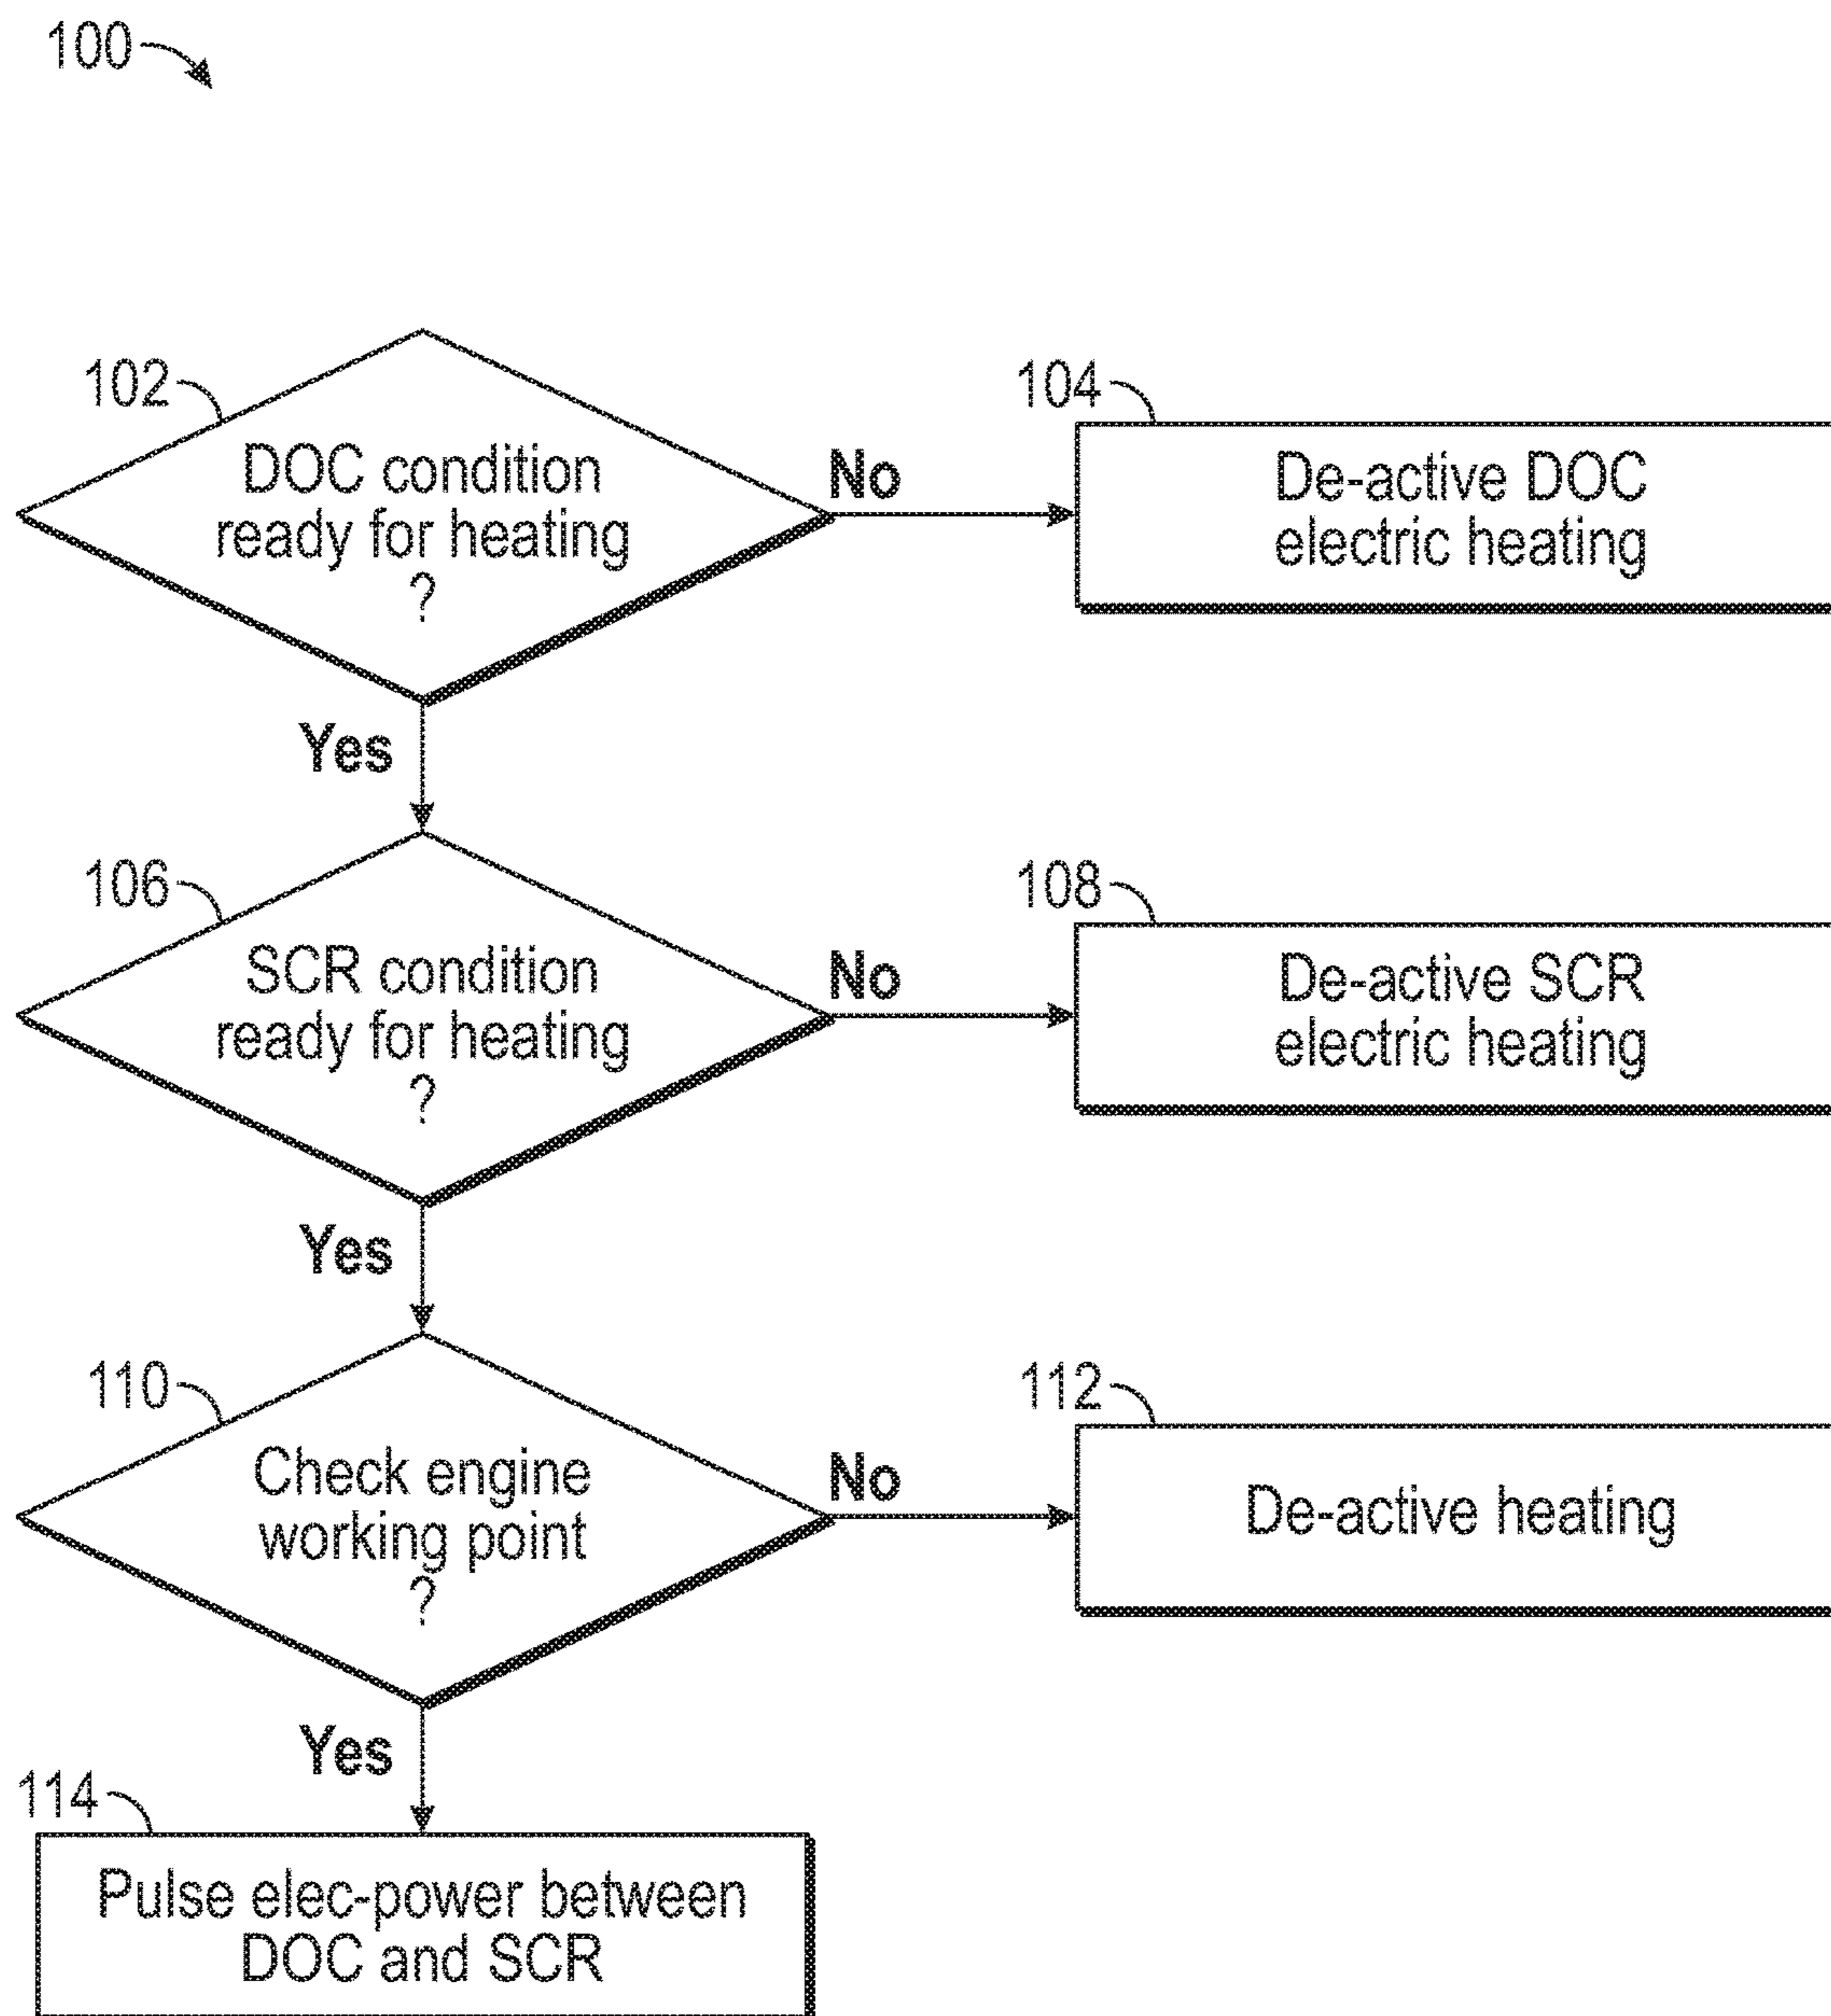 100
102
DOC condition
ready for heating
?
No
104
De-active DOC
electric heating
Yes
106
SCR condition
ready for heating
?
No
108
De-active SCR
electric heating
Yes
110
Check engine
working point
?
No
112
De-active heating
Yes
114
Pulse elec-power between
DOC and SCR